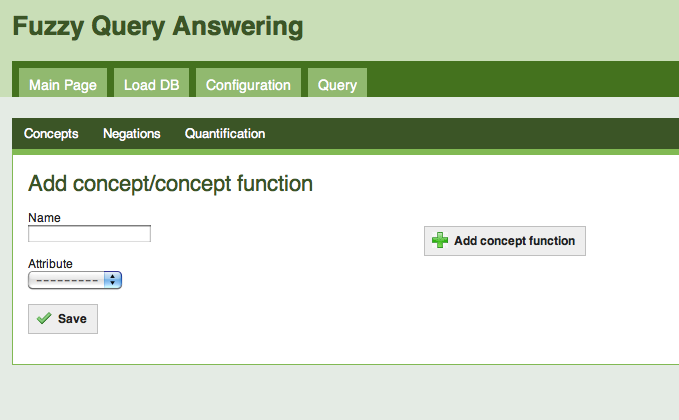 Fuzzy Query Answering
Main Page Load DB Configuration Query
Concepts Negations Quantification
Add concept/concept function
Name
Add concept function
Attribute
---------
Save